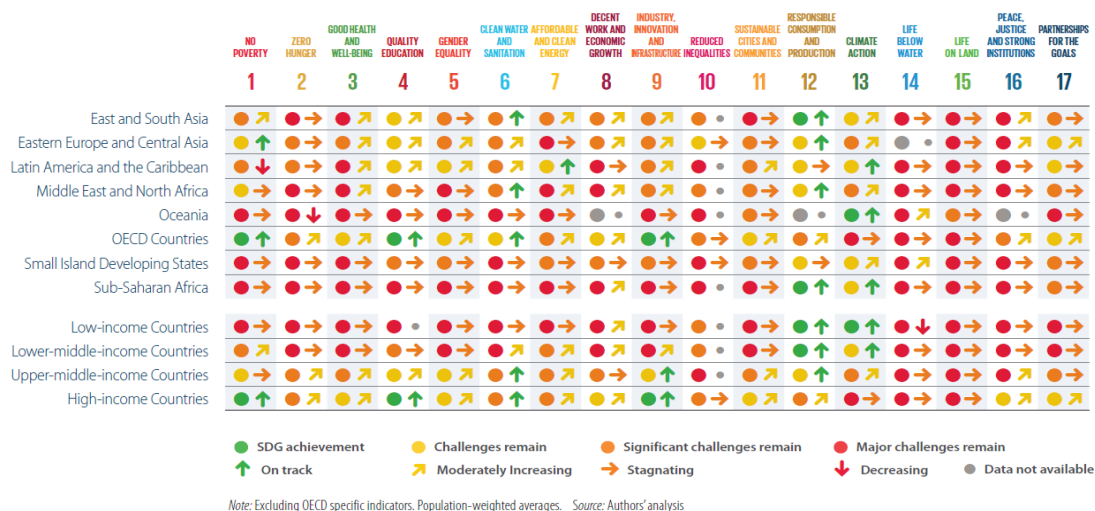 NO POVERTY
1
ZERO HUNGER
2
GOOD HEALTH AND WELL-BEING
3
QUALITY EDUCATION
4
GENDER EQUALITY
5
CLEAN WATER AND SANITATION
6
AFFORDABLE AND CLEAN ENERGY
7
DECENT WORK AND ECONOMIC GROWTH
8
INDUSTRY, INNOVATION AND INFRASTRUCTURE
9
REDUCED INEQUALITIES
10
SUSTAINABLE CITIES AND COMMUNITIES
11
RESPONSIBLE CONSUMPTION AND PRODUCTION
12
CLIMATE ACTION
13
LIFE BELOW WATER
14
LIFE ON LAND
15
PEACE, JUSTICE AND STRONG INSTITUTIONS
16
PARTNERSHIPS FOR THE GOALS
17
East and South Asia
Eastern Europe and Central Asia
Latin America and the Caribbean
Middle East and North Africa
Oceania
OECD Countries
Small Island Developing States
Sub-Saharan Africa
Low-income Countries
Lower-middle-income Countries
Upper-middle-income Countries
High-income Countries
SDG achievement
Challenges remain
Significant challenges remain
Major challenges remain
On track
Moderately Increasing
Stagnating
Decreasing
Data not available
Note: Excluding OECD specific indicators. Population-weighted averages. Source: Authors' analysis